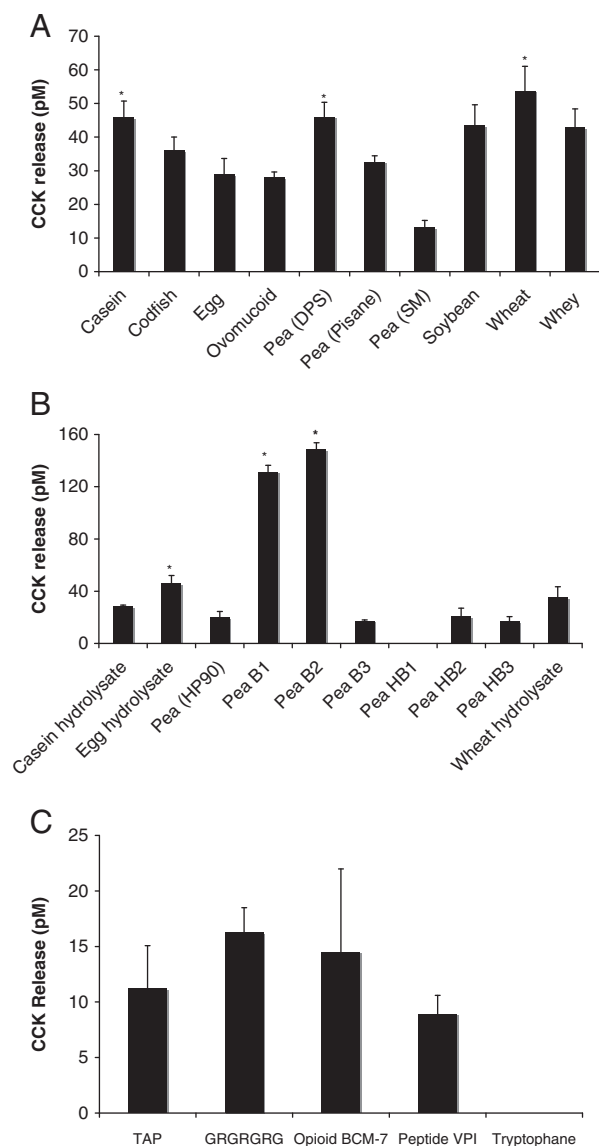 A
CCK release (pM)
70
60
50
40
30
20
10
0
*
*
*
Casein
Codfish
Egg
Ovomucoid
Pea (DPS)
Pea (Pisane)
Pea (SM)
Soybean
Wheat
Whey
B
CCK release (pM)
160
120
80
40
0
*
*
*
Casein hydrolysate
Egg hydrolysate
Pea (HP90)
Pea B1
Pea B2
Pea B3
Pea HB1
Pea HB2
Pea HB3
Wheat hydrolysate
C
CCK Release (pM)
25
20
15
10
5
0
TAP GRGRGRG Opioid BCM-7 Peptide VPI Tryptophane